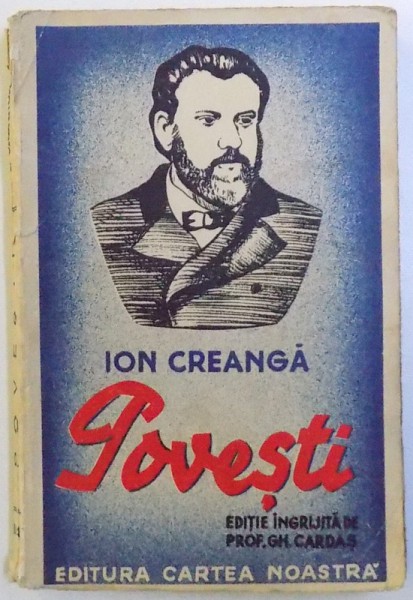 ION CREANGĂ
Povești
EDIȚIE ÎNGRIJITĂ DE
PROF. GH. CARDAȘ
EDITURA CARTEA NOASTRĂ